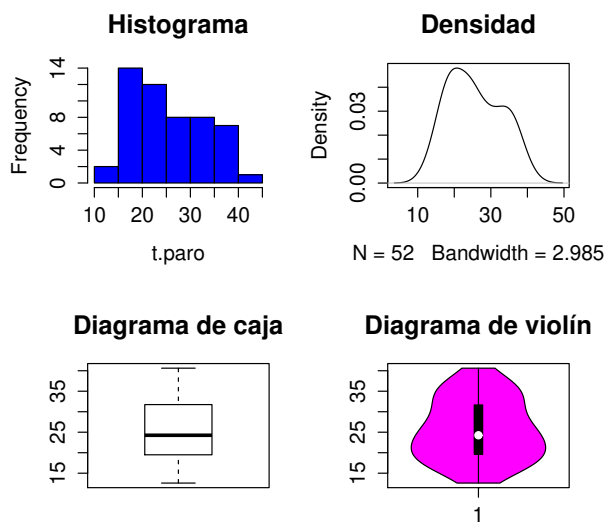 Histograma
Frequency
0 4 8 14
10 20 30 40
t.paro
Densidad
Density
0.00 0.03
10 30 50
N = 52 Bandwidth = 2.985
Diagrama de caja
15 25 35
Diagrama de violín
15 25 35
1